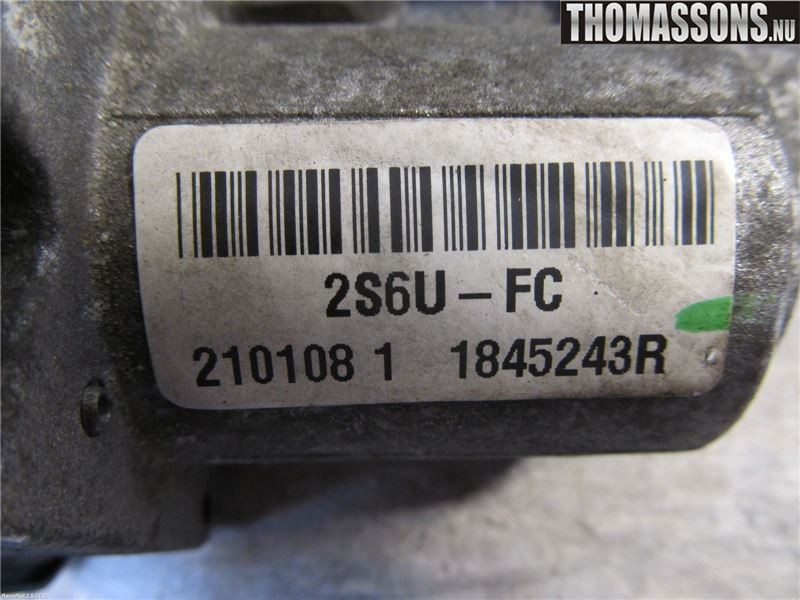 THOMASSONS.NU
2S6U – FC
210108 1 1845243R